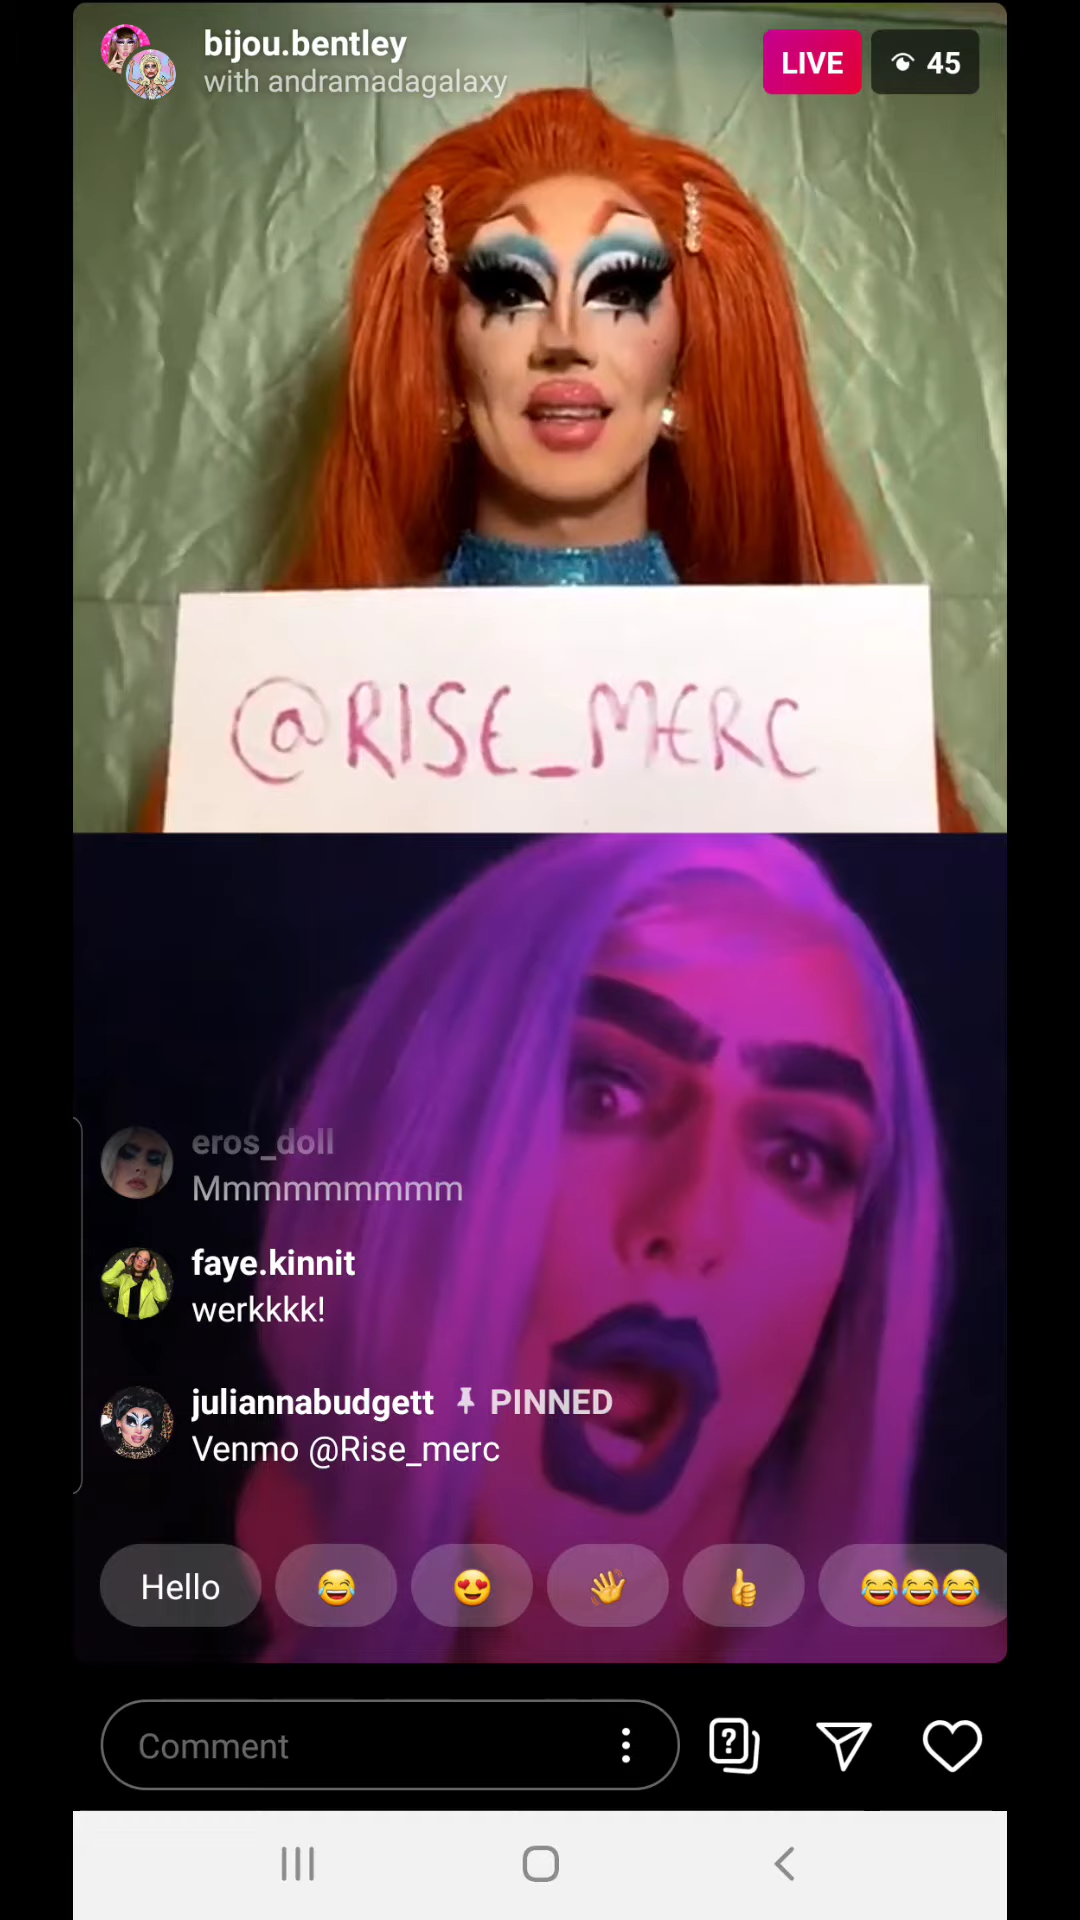 bijou.bentley
with andramadagalaxy
LIVE
45
@RISE_MERC
eros_doll
Mmmmmmmmm
faye.kinnit
werkkkk!
juliannabudgett PINNED
Venmo @Rise_merc
Hello
Comment